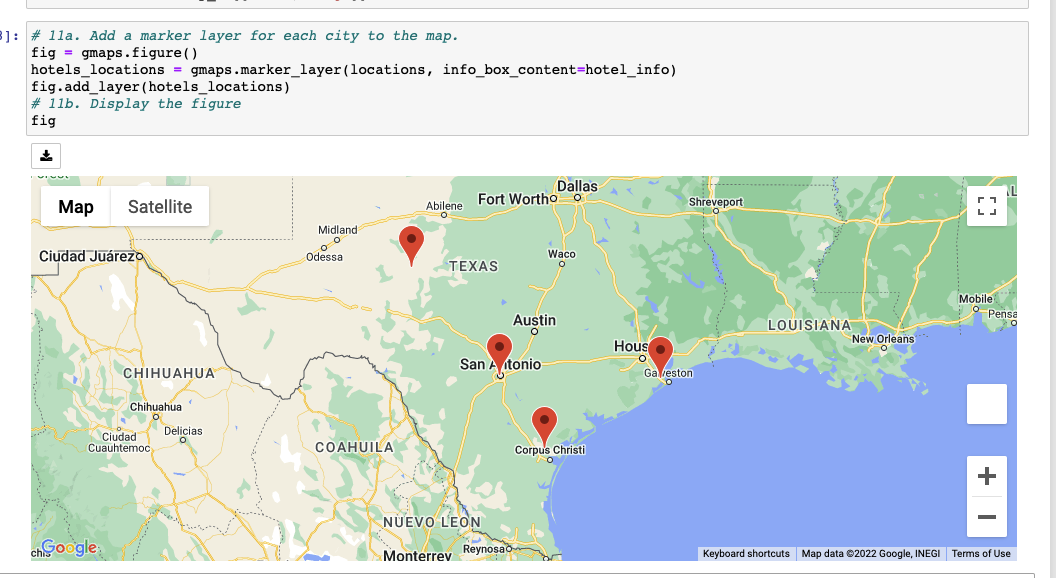 ]:
# 11a. Add a marker layer for each city to the map.
fig = gmaps.figure()
hotels_locations = gmaps.marker_layer(locations, info_box_content=hotel_info)
fig.add_layer(hotels_locations)
# 11b. Display the figure
fig
Map
Satellite
Dallas
Fort Worth
Abilene
Shreveport
Midland
Odessa
Ciudad Juárez
TEXAS
Waco
Mobile
Pensa
Austin
LOUISIANA
New Orleans
Hous
San Antonio
Galveston
CHIHUAHUA
Chihuahua
Ciudad
Cuauhtemoc
Delicias
COAHUILA
Corpus Christi
NUEVO LEON
Reynosa
Monterrey
Google
Keyboard shortcuts
Map data ©2022 Google, INEGI
Terms of Use